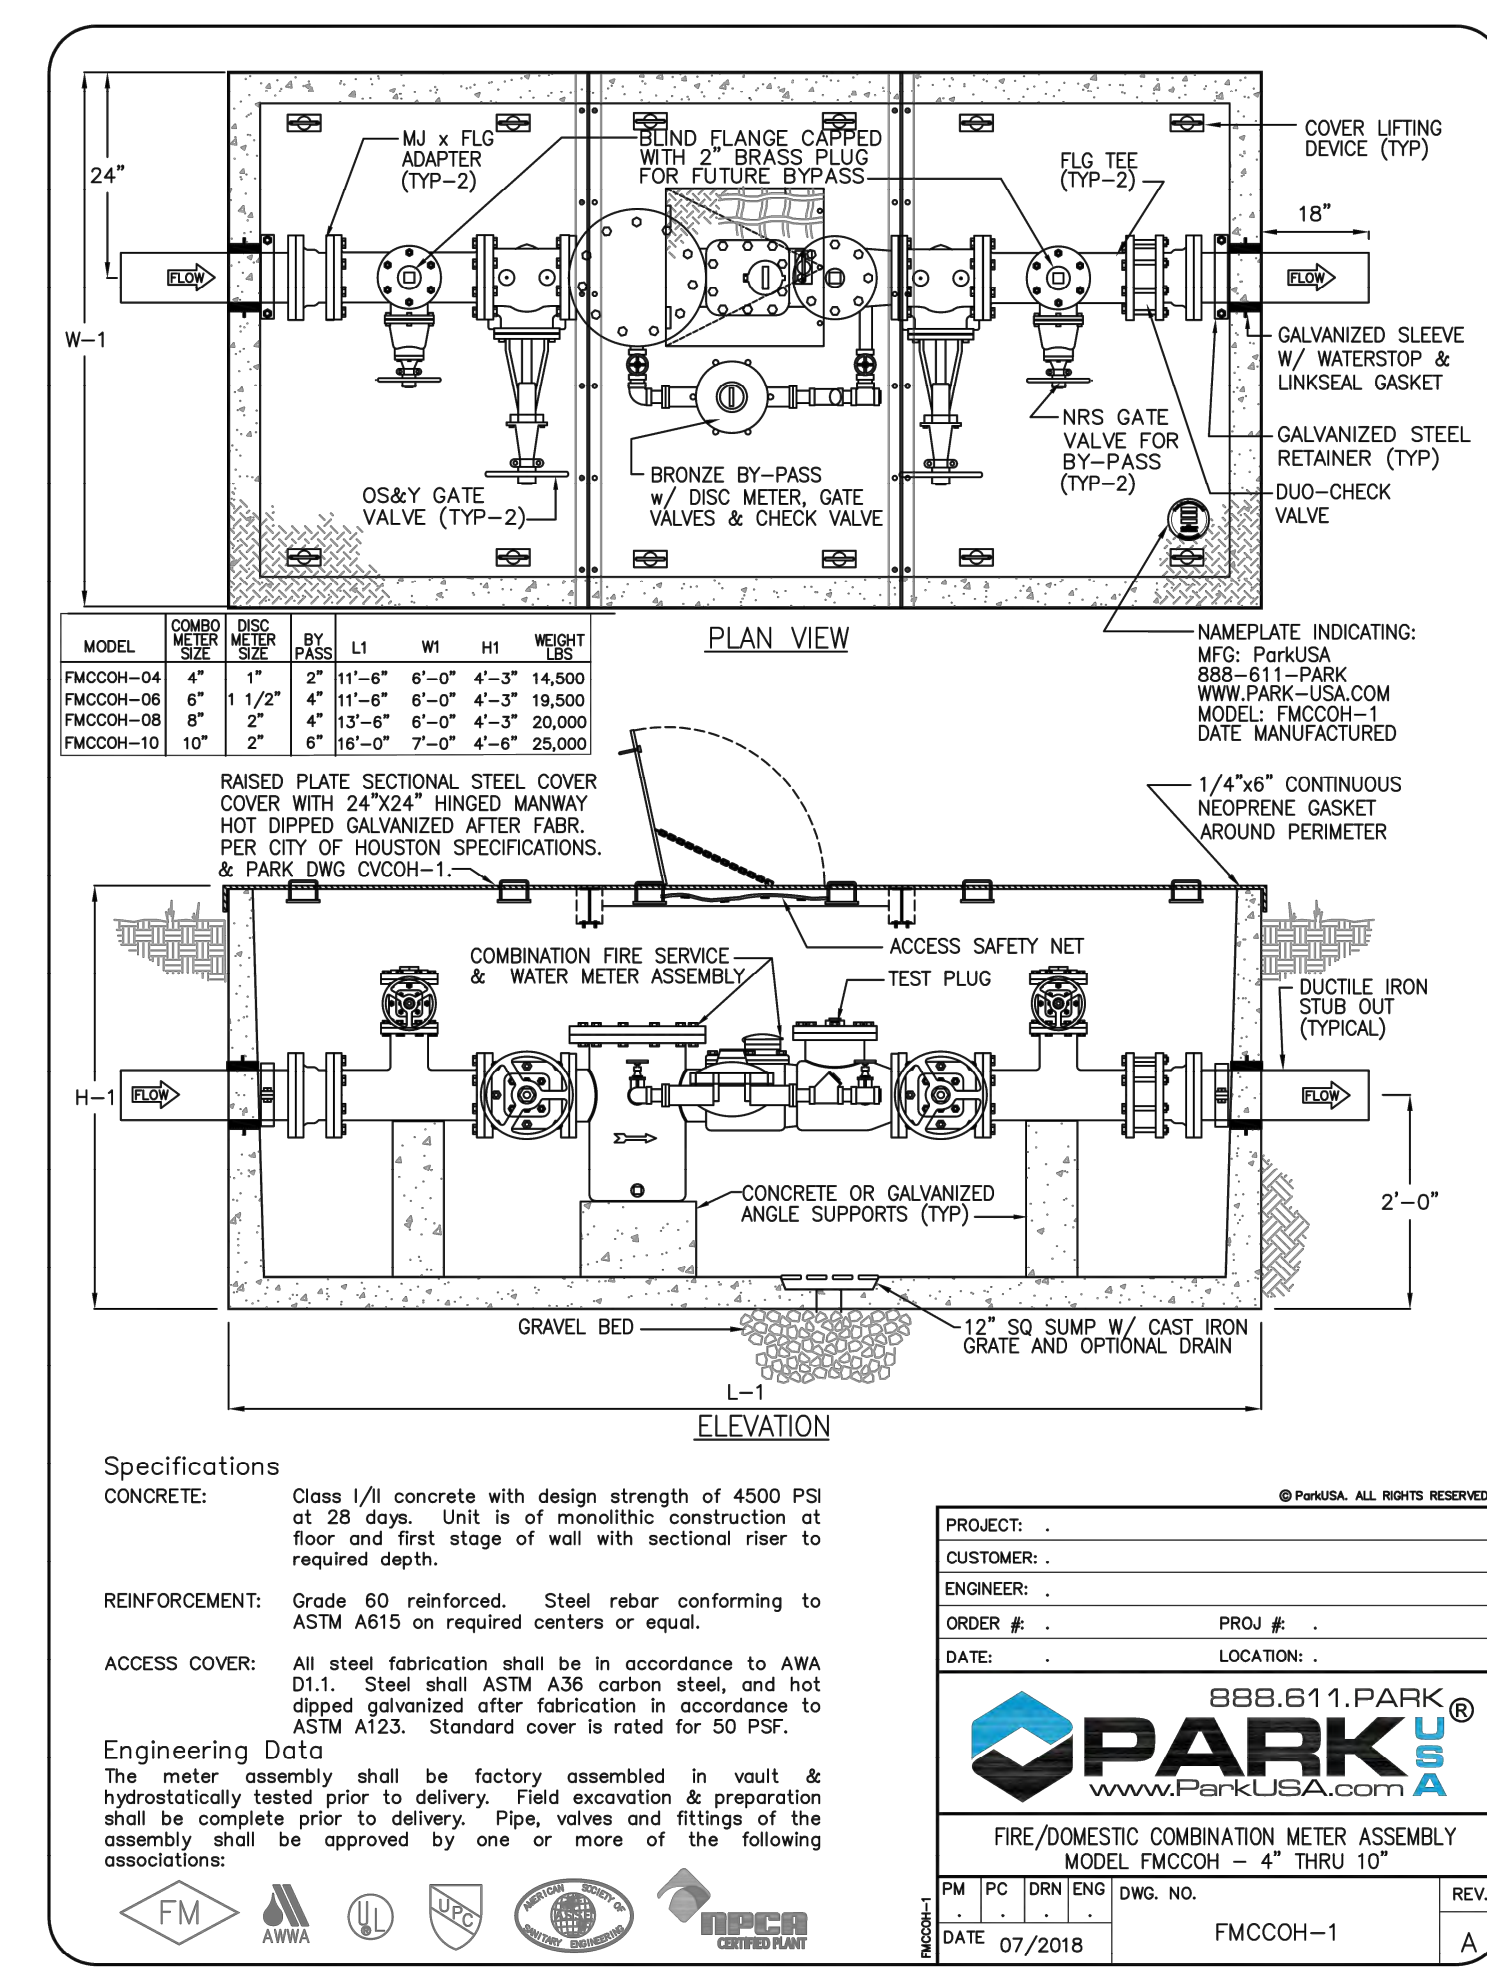 24"
W-1
MJ x FLG
ADAPTER
(TYP-2)
BLIND FLANGE CAPPED
WITH 2" BRASS PLUG
FOR FUTURE BYPASS
FLG TEE
(TYP-2)
COVER LIFTING
DEVICE (TYP)
18"
FLOW
FLOW
GALVANIZED SLEEVE
W/ WATERSTOP &
LINKSEAL GASKET
NRS GATE
VALVE FOR
BY-PASS
(TYP-2)
GALVANIZED STEEL
RETAINER (TYP)
BRONZE BY-PASS
w/ DISC METER, GATE
VALVES & CHECK VALVE
OS&Y GATE
VALVE (TYP-2)
DUO-CHECK
VALVE
PLAN VIEW
NAMEPLATE INDICATING:
MFG: ParkUSA
888-611-PARK
WWW.PARK-USA.COM
MODEL: FMCCOH-1
DATE MANUFACTURED
MODEL COMBO METER SIZE DISC METER SIZE BY PASS L1 W1 H1 WEIGHT LBS
FMCCOH-04 4" 1" 2" 11'-6" 6'-0" 4'-3" 14,500
FMCCOH-06 6" 1 1/2" 4" 11'-6" 6'-0" 4'-3" 19,500
FMCCOH-08 8" 2" 4" 13'-6" 6'-0" 4'-3" 20,000
FMCCOH-10 10" 2" 6" 16'-0" 7'-0" 4'-6" 25,000
RAISED PLATE SECTIONAL STEEL COVER
COVER WITH 24"X24" HINGED MANWAY
HOT DIPPED GALVANIZED AFTER FABR.
PER CITY OF HOUSTON SPECIFICATIONS.
& PARK DWG CVCOH-1.
1/4"x6" CONTINUOUS
NEOPRENE GASKET
AROUND PERIMETER
COMBINATION FIRE SERVICE
& WATER METER ASSEMBLY
ACCESS SAFETY NET
TEST PLUG
DUCTILE IRON
STUB OUT
(TYPICAL)
H-1
FLOW
FLOW
CONCRETE OR GALVANIZED
ANGLE SUPPORTS (TYP)
2'-0"
GRAVEL BED
12" SQ SUMP W/ CAST IRON
GRATE AND OPTIONAL DRAIN
L-1
ELEVATION
Specifications
CONCRETE: Class I/II concrete with design strength of 4500 PSI
at 28 days. Unit is of monolithic construction at
floor and first stage of wall with sectional riser to
required depth.
REINFORCEMENT: Grade 60 reinforced. Steel rebar conforming to
ASTM A615 on required centers or equal.
ACCESS COVER: All steel fabrication shall be in accordance to AWA
D1.1. Steel shall ASTM A36 carbon steel, and hot
dipped galvanized after fabrication in accordance to
ASTM A123. Standard cover is rated for 50 PSF.
Engineering Data
The meter assembly shall be factory assembled in vault &
hydrostatically tested prior to delivery. Field excavation & preparation
shall be complete prior to delivery. Pipe, valves and fittings of the
assembly shall be approved by one or more of the following
associations:
FM
AWWA
UL
UPC
AMERICAN SOCIETY OF
ASSE
SANITARY ENGINEERING
NPCA
CERTIFIED PLANT
© ParkUSA. ALL RIGHTS RESERVED
PROJECT: .
CUSTOMER: .
ENGINEER: .
ORDER #: . PROJ #: .
DATE: . LOCATION: .
888.611.PARK
PARK USA ®
www.ParkUSA.com
FIRE/DOMESTIC COMBINATION METER ASSEMBLY
MODEL FMCCOH - 4" THRU 10"
PM PC DRN ENG DWG. NO. REV.
. . . .
FMCCOH-1
DATE 07/2018
FMCCOH-1
A